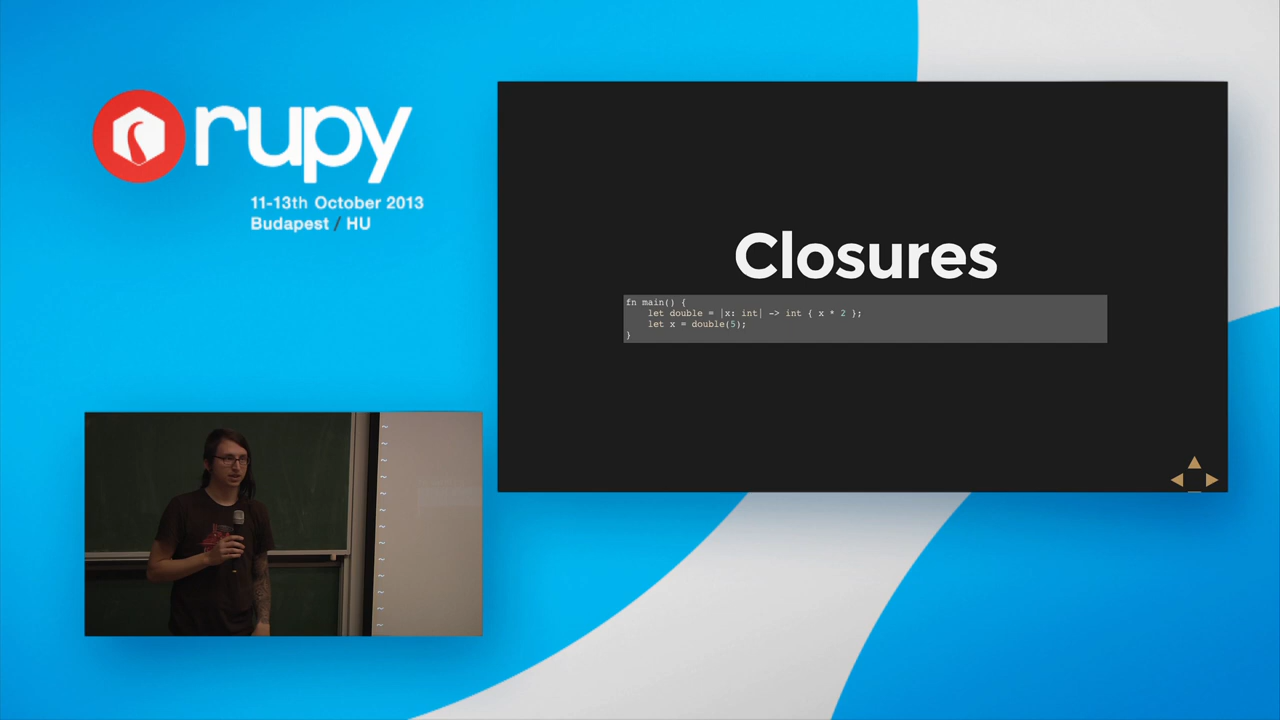 rupy
11-13th October 2013
Budapest / HU
Closures
fn main() {
    let double = |x: int| -> int { x * 2 };
    let x = double(5);
}
~
~
~
~
~
~
~
~
~
~
~
~
~